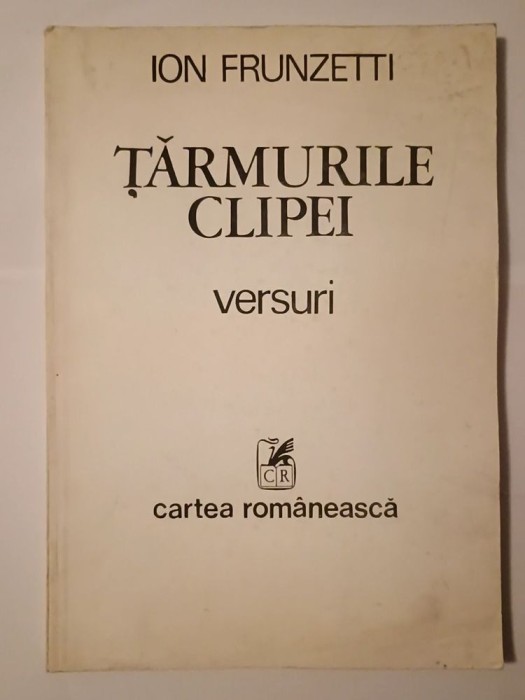 ION FRUNZETTI
ȚĂRMURILE
CLIPEI
versuri
CR
cartea românească